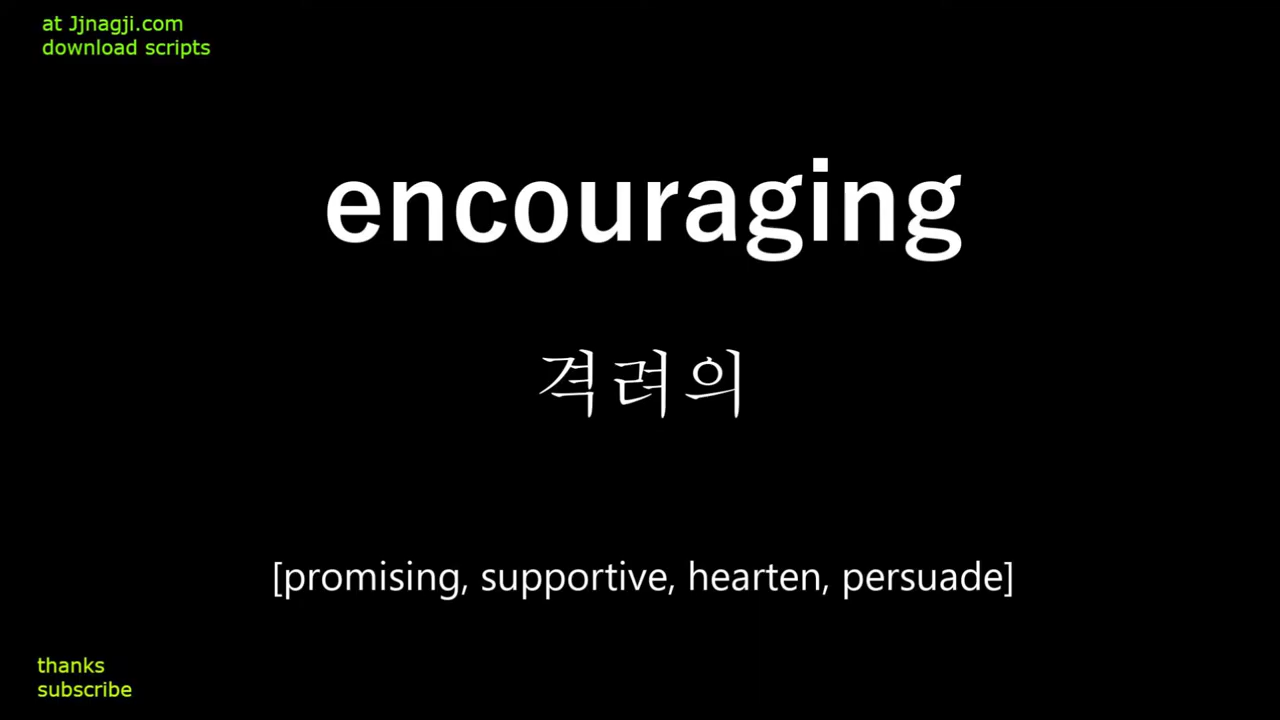 at Jjnagji.com
download scripts
encouraging
격려의
[promising, supportive, hearten, persuade]
thanks
subscribe